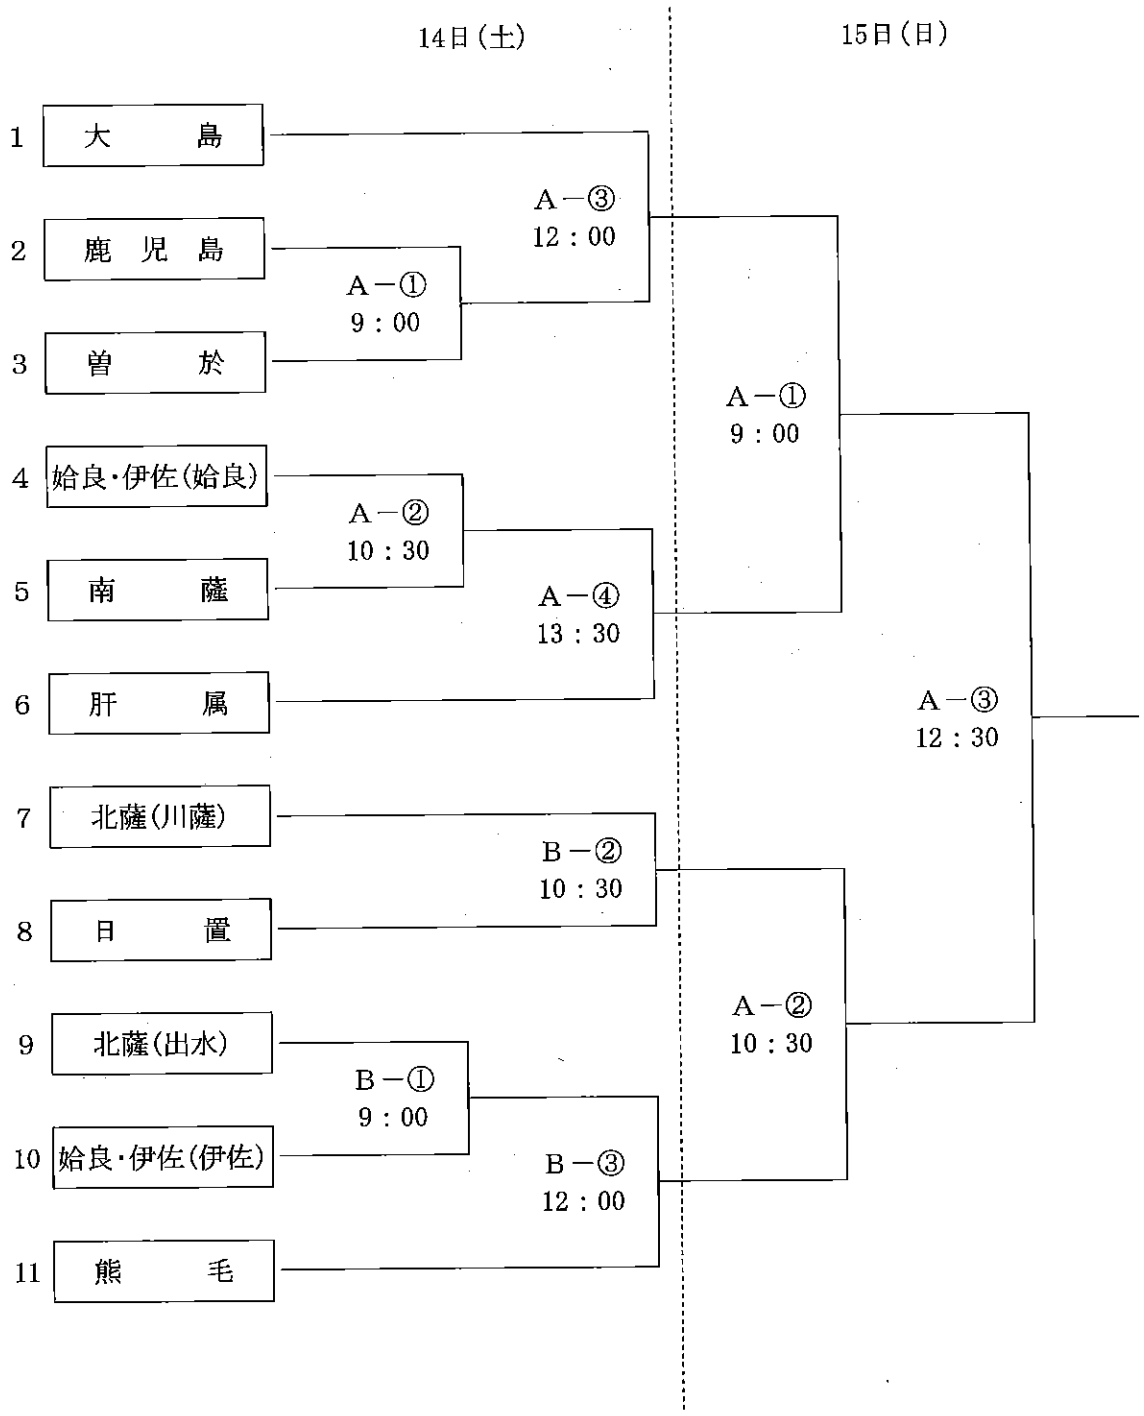 14日(土)
15日(日)
1 大 島
A-③
12:00
2 鹿 児 島
A-①
9:00
3 曽 於
A-①
9:00
4 姶良・伊佐(姶良)
A-②
10:30
5 南 薩
A-④
13:30
6 肝 属
A-③
12:30
7 北薩(川薩)
B-②
10:30
8 日 置
A-②
10:30
9 北薩(出水)
B-①
9:00
10 姶良・伊佐(伊佐)
B-③
12:00
11 熊 毛